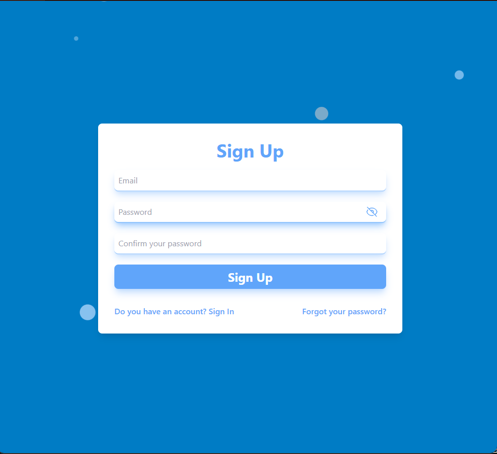 Sign Up
Email
Password
Confirm your password
Sign Up
Do you have an account? Sign In
Forgot your password?